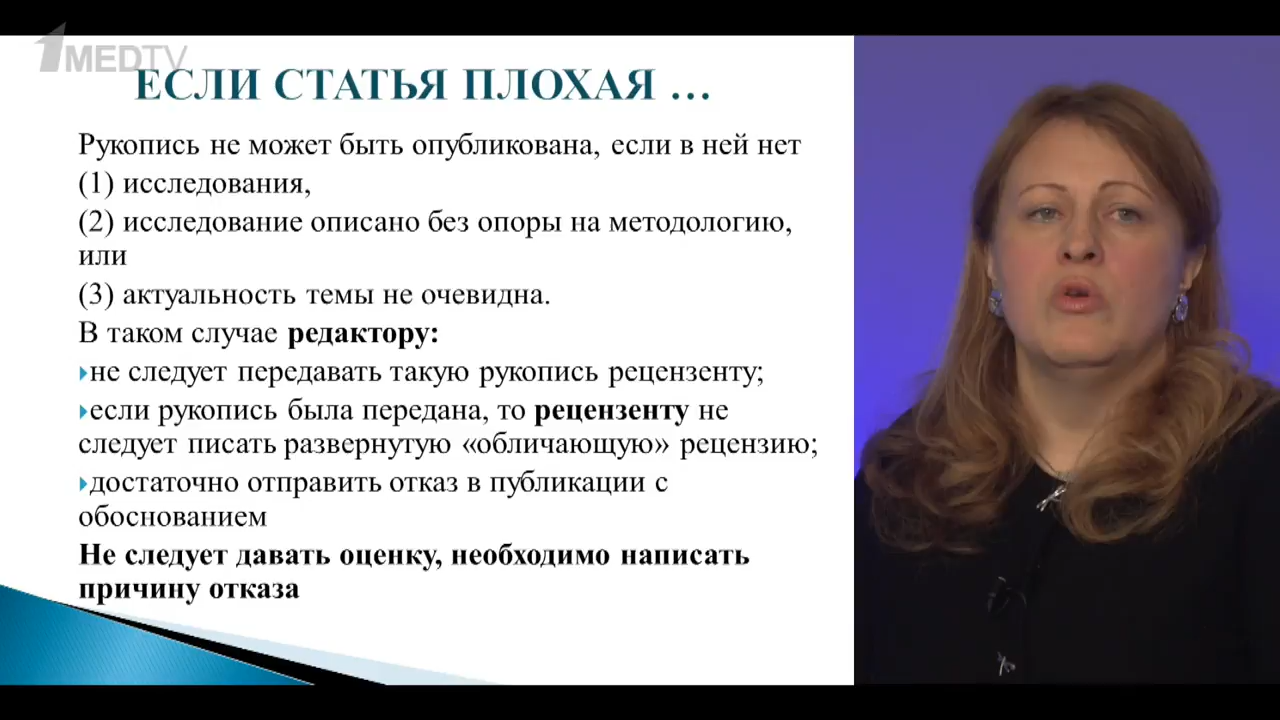 1MEDTV
ЕСЛИ СТАТЬЯ ПЛОХАЯ ...
Рукопись не может быть опубликована, если в ней нет
(1) исследования,
(2) исследование описано без опоры на методологию,
или
(3) актуальность темы не очевидна.
В таком случае редактору:
не следует передавать такую рукопись рецензенту;
если рукопись была передана, то рецензенту не
следует писать развернутую «обличающую» рецензию;
достаточно отправить отказ в публикации с
обоснованием
Не следует давать оценку, необходимо написать
причину отказа